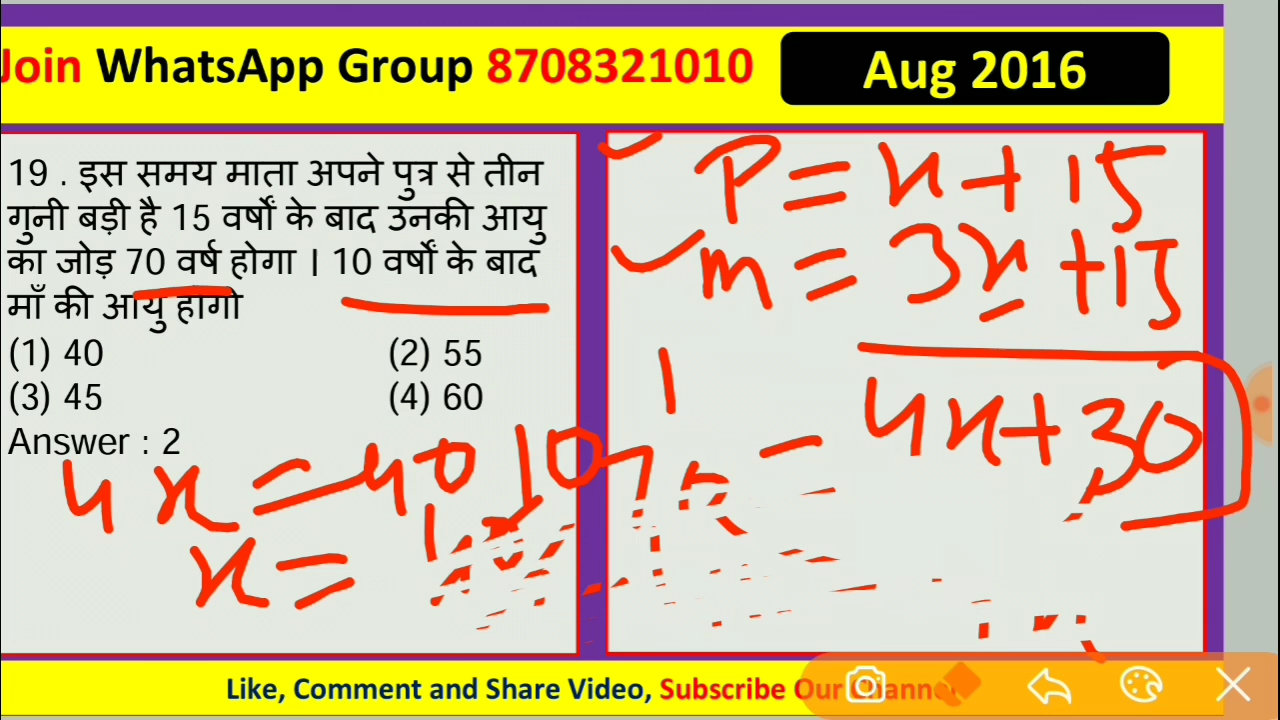 Join WhatsApp Group 8708321010
Aug 2016
19 . इस समय माता अपने पुत्र से तीन
गुनी बड़ी है 15 वर्षों के बाद उनकी आयु
का जोड़ 70 वर्ष होगा । 10 वर्षों के बाद
माँ की आयु होगी
(1) 40 (2) 55
(3) 45 (4) 60
Answer : 2
P = x + 15
m = 3x + 15
4x + 30
4x = 40
x =
Like, Comment and Share Video, Subscribe Our Channel